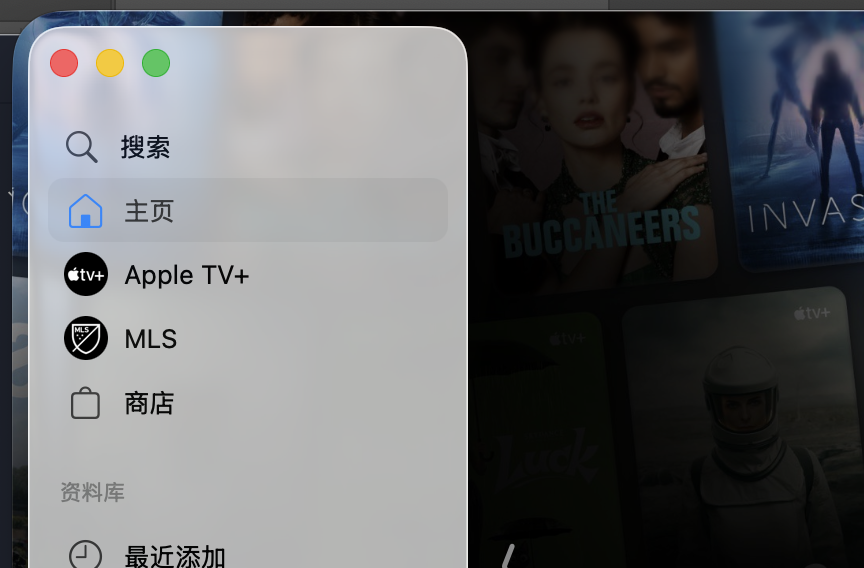 搜索
主页
tv+
Apple TV+
MLS
MLS
商店
资料库
最近添加
THE
BUCCANEERS
INVAS
tv+
tv+
Luck